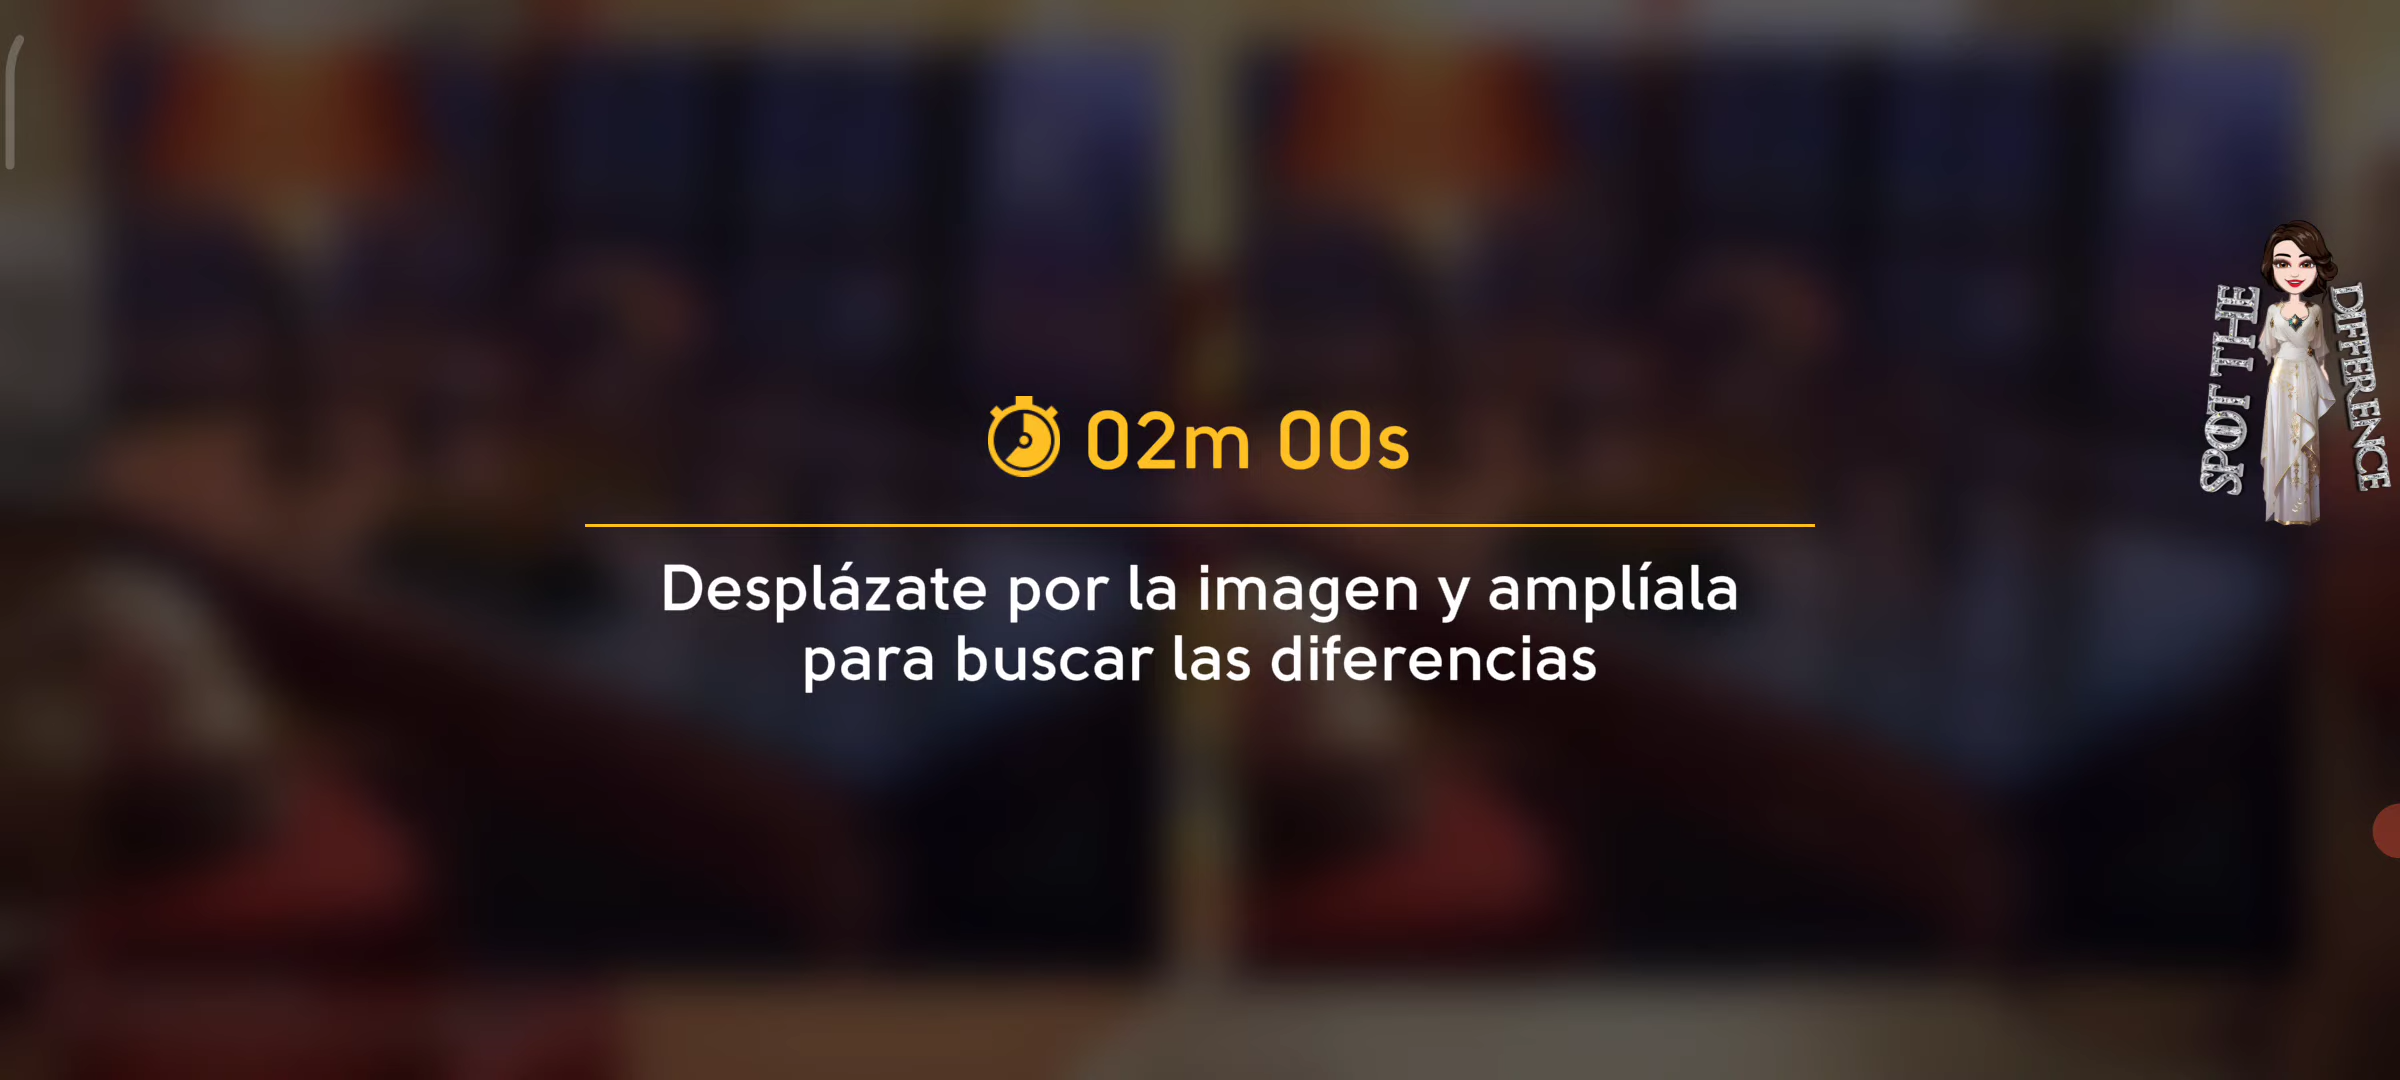 02m 00s
Desplázate por la imagen y amplíala
para buscar las diferencias
SPOT THE
DIFFERENCE